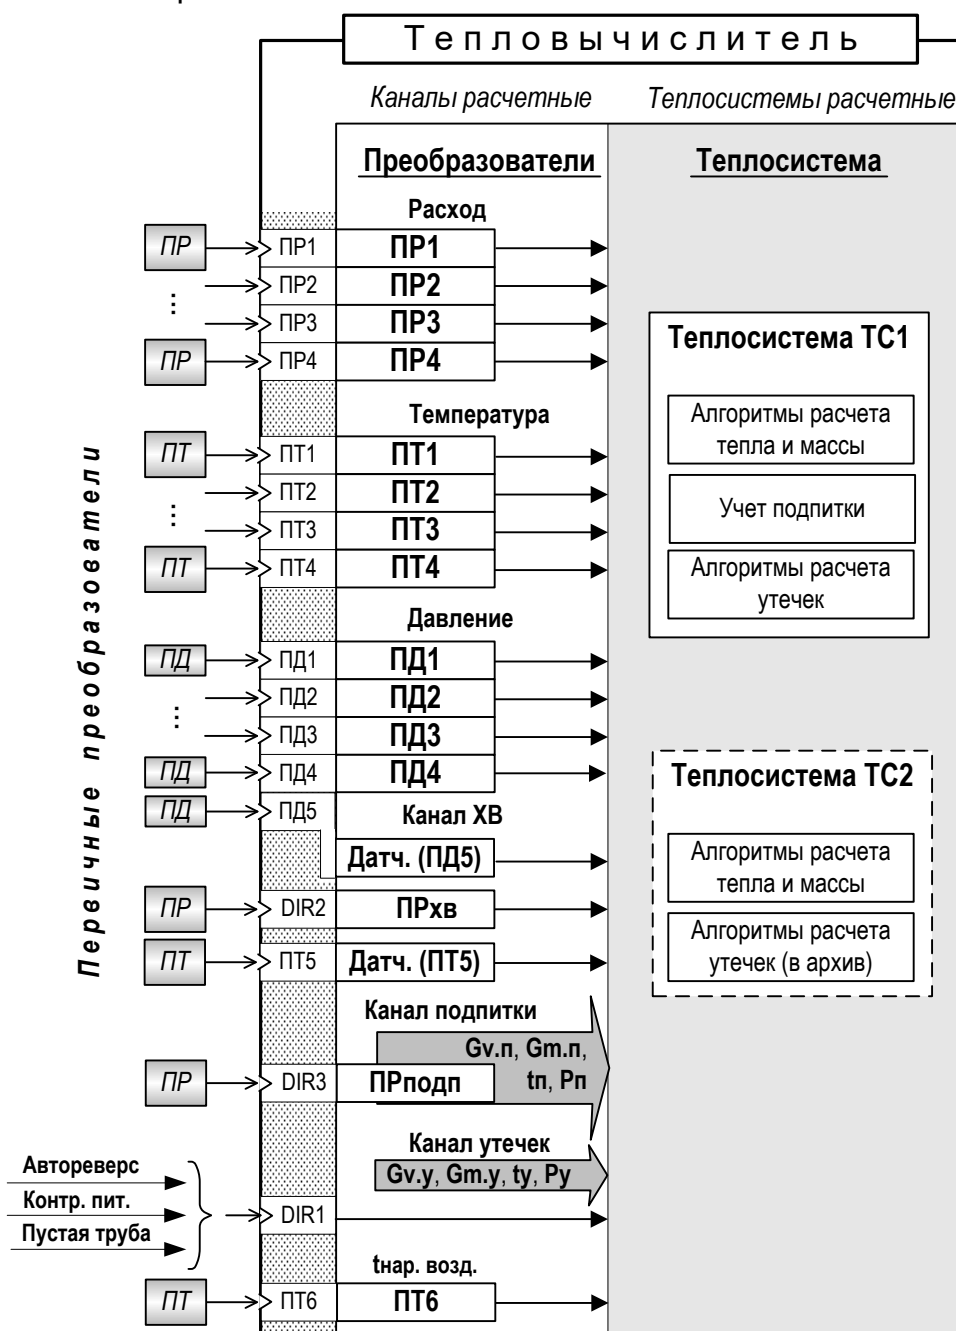 Тепловычислитель
Каналы расчетные Теплосистемы расчетные
Преобразователи Теплосистема
Расход
ПР ПР1 ПР1
ПР2 ПР2
...
ПР3 ПР3
ПР ПР4 ПР4
Теплосистема ТС1
Температура
Алгоритмы расчета
тепла и массы
ПТ ПТ1 ПТ1
ПТ2 ПТ2
...
Учет подпитки
ПТ3 ПТ3
ПТ ПТ4 ПТ4
Алгоритмы расчета
утечек
Давление
ПД ПД1 ПД1
ПД2 ПД2
...
ПД3 ПД3
ПД ПД4 ПД4
Теплосистема ТС2
ПД ПД5 Канал ХВ
Датч. (ПД5)
Алгоритмы расчета
тепла и массы
ПР DIR2 ПРхв
Алгоритмы расчета
утечек (в архив)
ПТ ПТ5 Датч. (ПТ5)
Первичные преобразователи
Канал подпитки
Gv.п, Gm.п,
tп, Pп
ПР DIR3 ПРподп
Канал утечек
Gv.у, Gm.у, tу, Pу
Автореверс
Контр. пит.
Пустая труба
DIR1
tнар. возд.
ПТ ПТ6 ПТ6